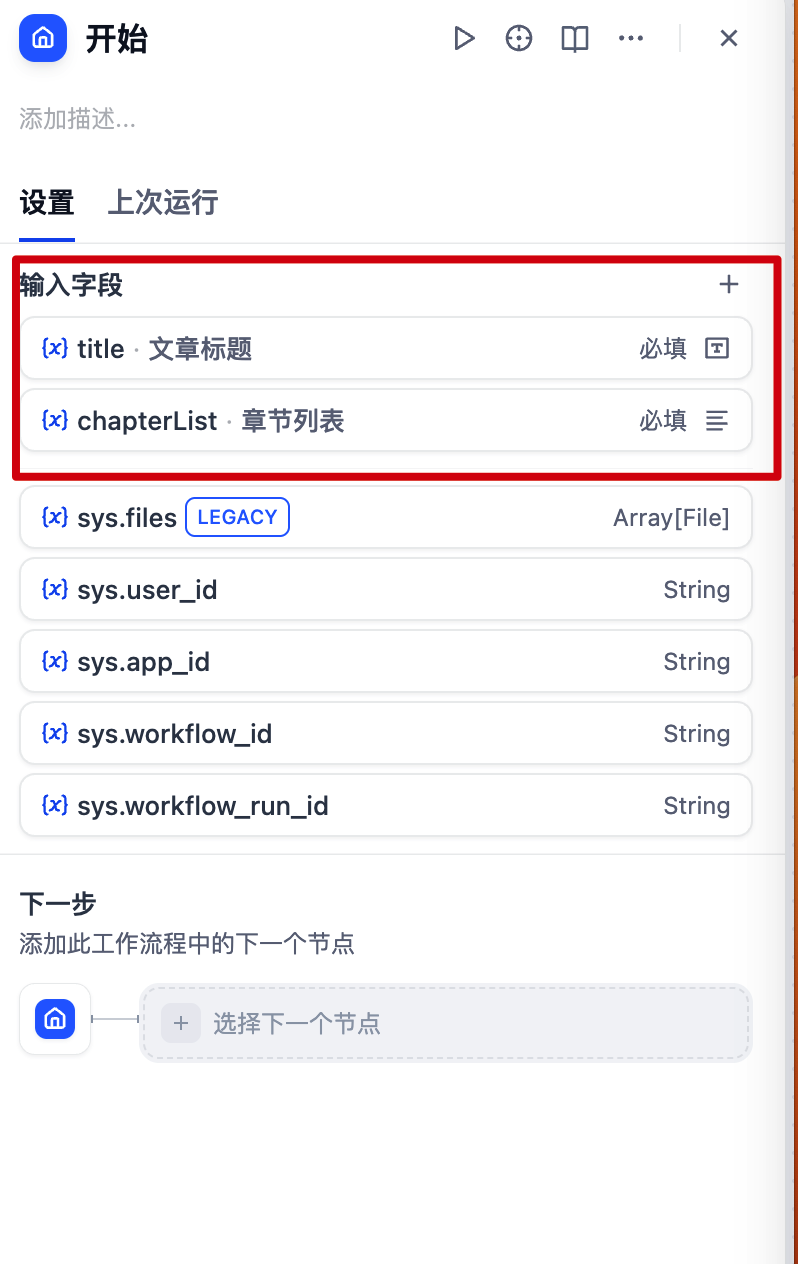 开始
添加描述...
设置 上次运行
输入字段
{x} title · 文章标题 必填
{x} chapterList · 章节列表 必填
{x} sys.files LEGACY Array[File]
{x} sys.user_id String
{x} sys.app_id String
{x} sys.workflow_id String
{x} sys.workflow_run_id String
下一步
添加此工作流程中的下一个节点
选择下一个节点